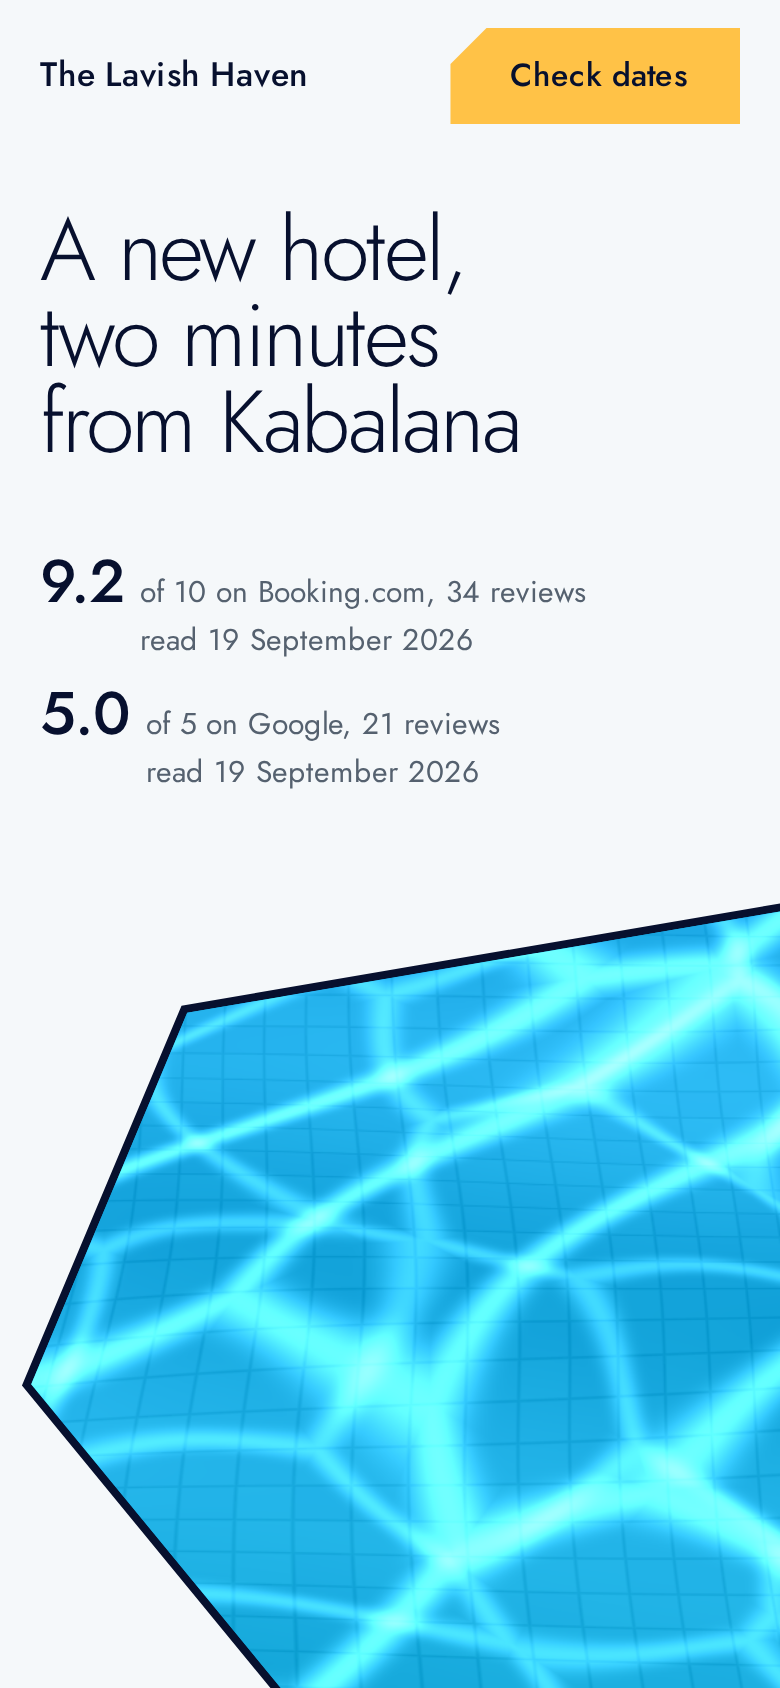 The Lavish Haven
Check dates
A new hotel,
two minutes
from Kabalana
9.2 of 10 on Booking.com, 34 reviews
read 19 September 2026
5.0 of 5 on Google, 21 reviews
read 19 September 2026